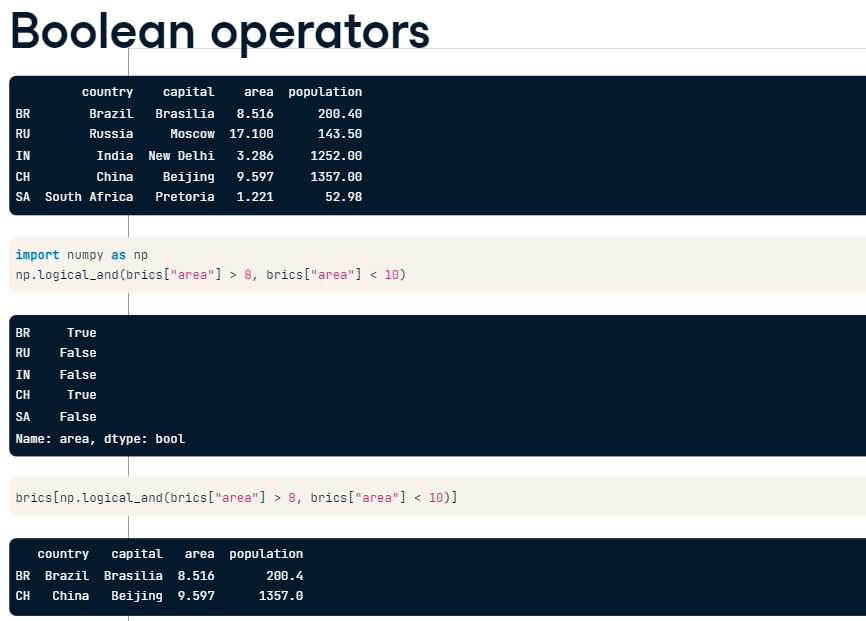 Boolean operators
         country    capital    area  population
BR        Brazil   Brasilia   8.516      200.40
RU        Russia     Moscow  17.100      143.50
IN         India  New Delhi   3.286     1252.00
CH         China    Beijing   9.597     1357.00
SA  South Africa   Pretoria   1.221       52.98
import numpy as np
np.logical_and(brics["area"] > 8, brics["area"] < 10)
BR     True
RU    False
IN    False
CH     True
SA    False
Name: area, dtype: bool
brics[np.logical_and(brics["area"] > 8, brics["area"] < 10)]
   country   capital   area  population
BR  Brazil  Brasilia  8.516       200.4
CH   China   Beijing  9.597      1357.0